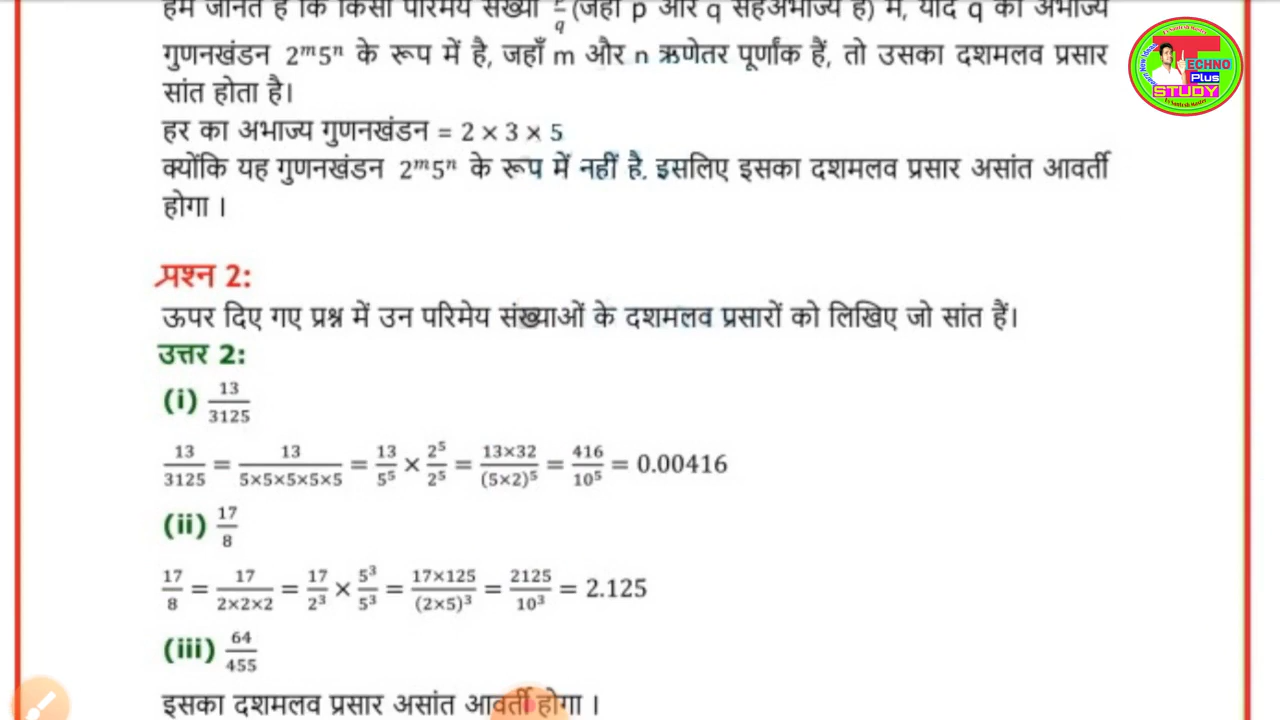 हम जानते हैं कि किसी परिमेय संख्या p/q (जहाँ p और q सहअभाज्य हैं) में, यदि q का अभाज्य
गुणनखंडन 2ᵐ5ⁿ के रूप में है, जहाँ m और n ऋणेतर पूर्णांक हैं, तो उसका दशमलव प्रसार
सांत होता है।
हर का अभाज्य गुणनखंडन = 2 × 3 × 5
क्योंकि यह गुणनखंडन 2ᵐ5ⁿ के रूप में नहीं है, इसलिए इसका दशमलव प्रसार असांत आवर्ती
होगा ।
प्रश्न 2:
ऊपर दिए गए प्रश्न में उन परिमेय संख्याओं के दशमलव प्रसारों को लिखिए जो सांत हैं।
उत्तर 2:
(i) 13/3125
13/3125 = 13/(5×5×5×5×5) = 13/5⁵ × 2⁵/2⁵ = (13×32)/(5×2)⁵ = 416/10⁵ = 0.00416
(ii) 17/8
17/8 = 17/(2×2×2) = 17/2³ × 5³/5³ = (17×125)/(2×5)³ = 2125/10³ = 2.125
(iii) 64/455
इसका दशमलव प्रसार असांत आवर्ती होगा ।
TECHNO
Plus
STUDY